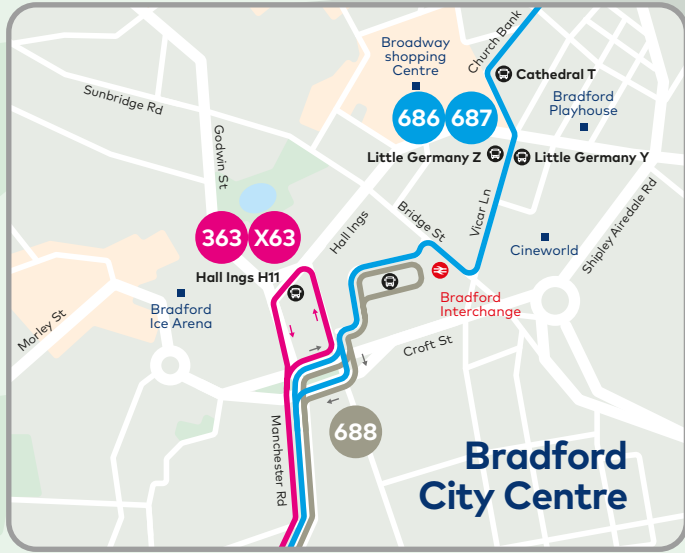 Church Bank
Broadway
shopping
Centre
Cathedral T
Sunbridge Rd
Bradford
Playhouse
686 687
Godwin St
Little Germany Z
Little Germany Y
Vicar Ln
Shipley Airedale Rd
Hall Ings
Bridge St
363 X63
Cineworld
Hall Ings H11
Bradford
Interchange
Bradford
Ice Arena
Morley St
Croft St
688
Manchester Rd
Bradford
City Centre